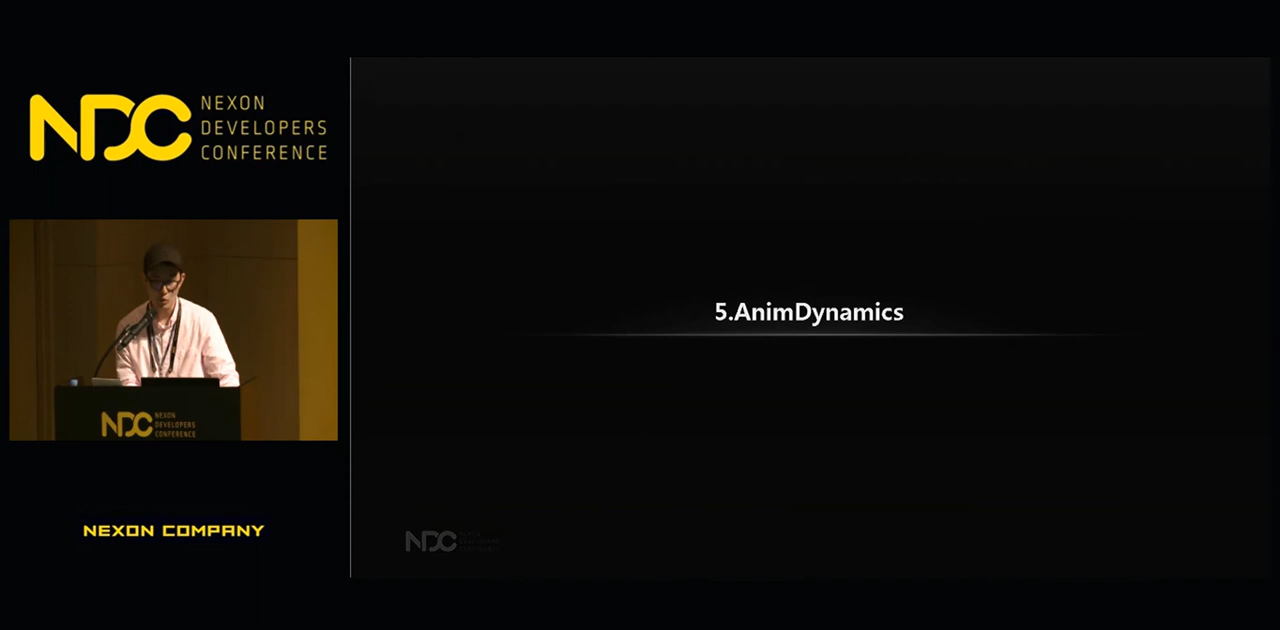 NDC
NEXON
DEVELOPERS
CONFERENCE
5.AnimDynamics
NDC
NEXON
DEVELOPERS
CONFERENCE
NEXON COMPANY
NDC